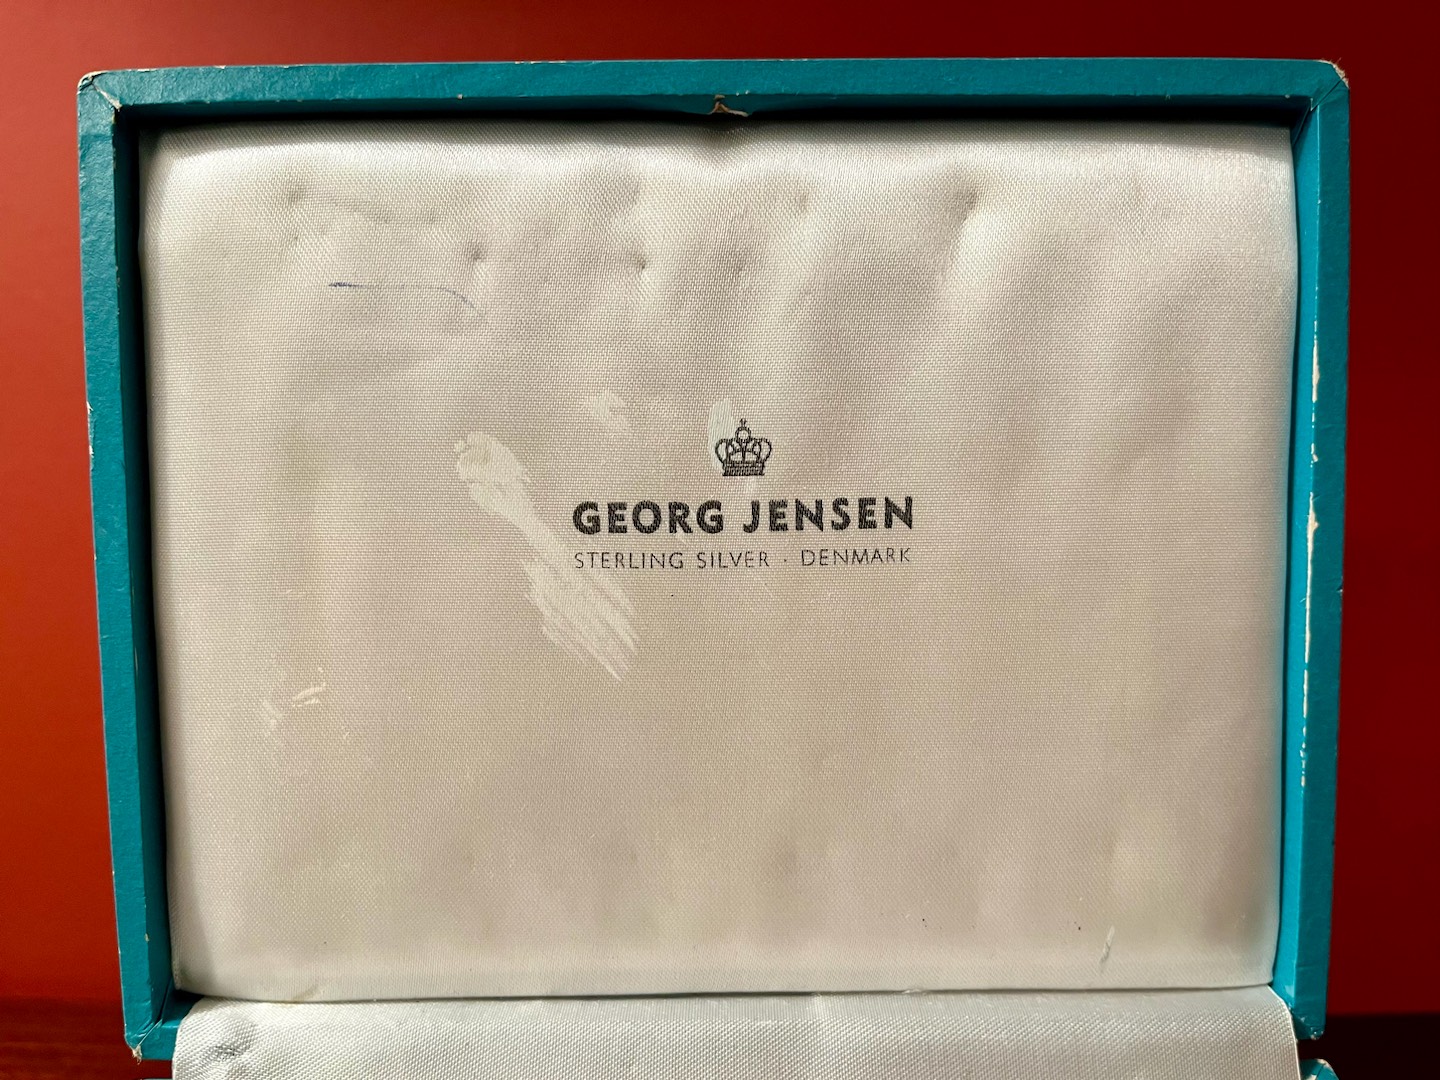 GEORG JENSEN
STERLING SILVER · DENMARK